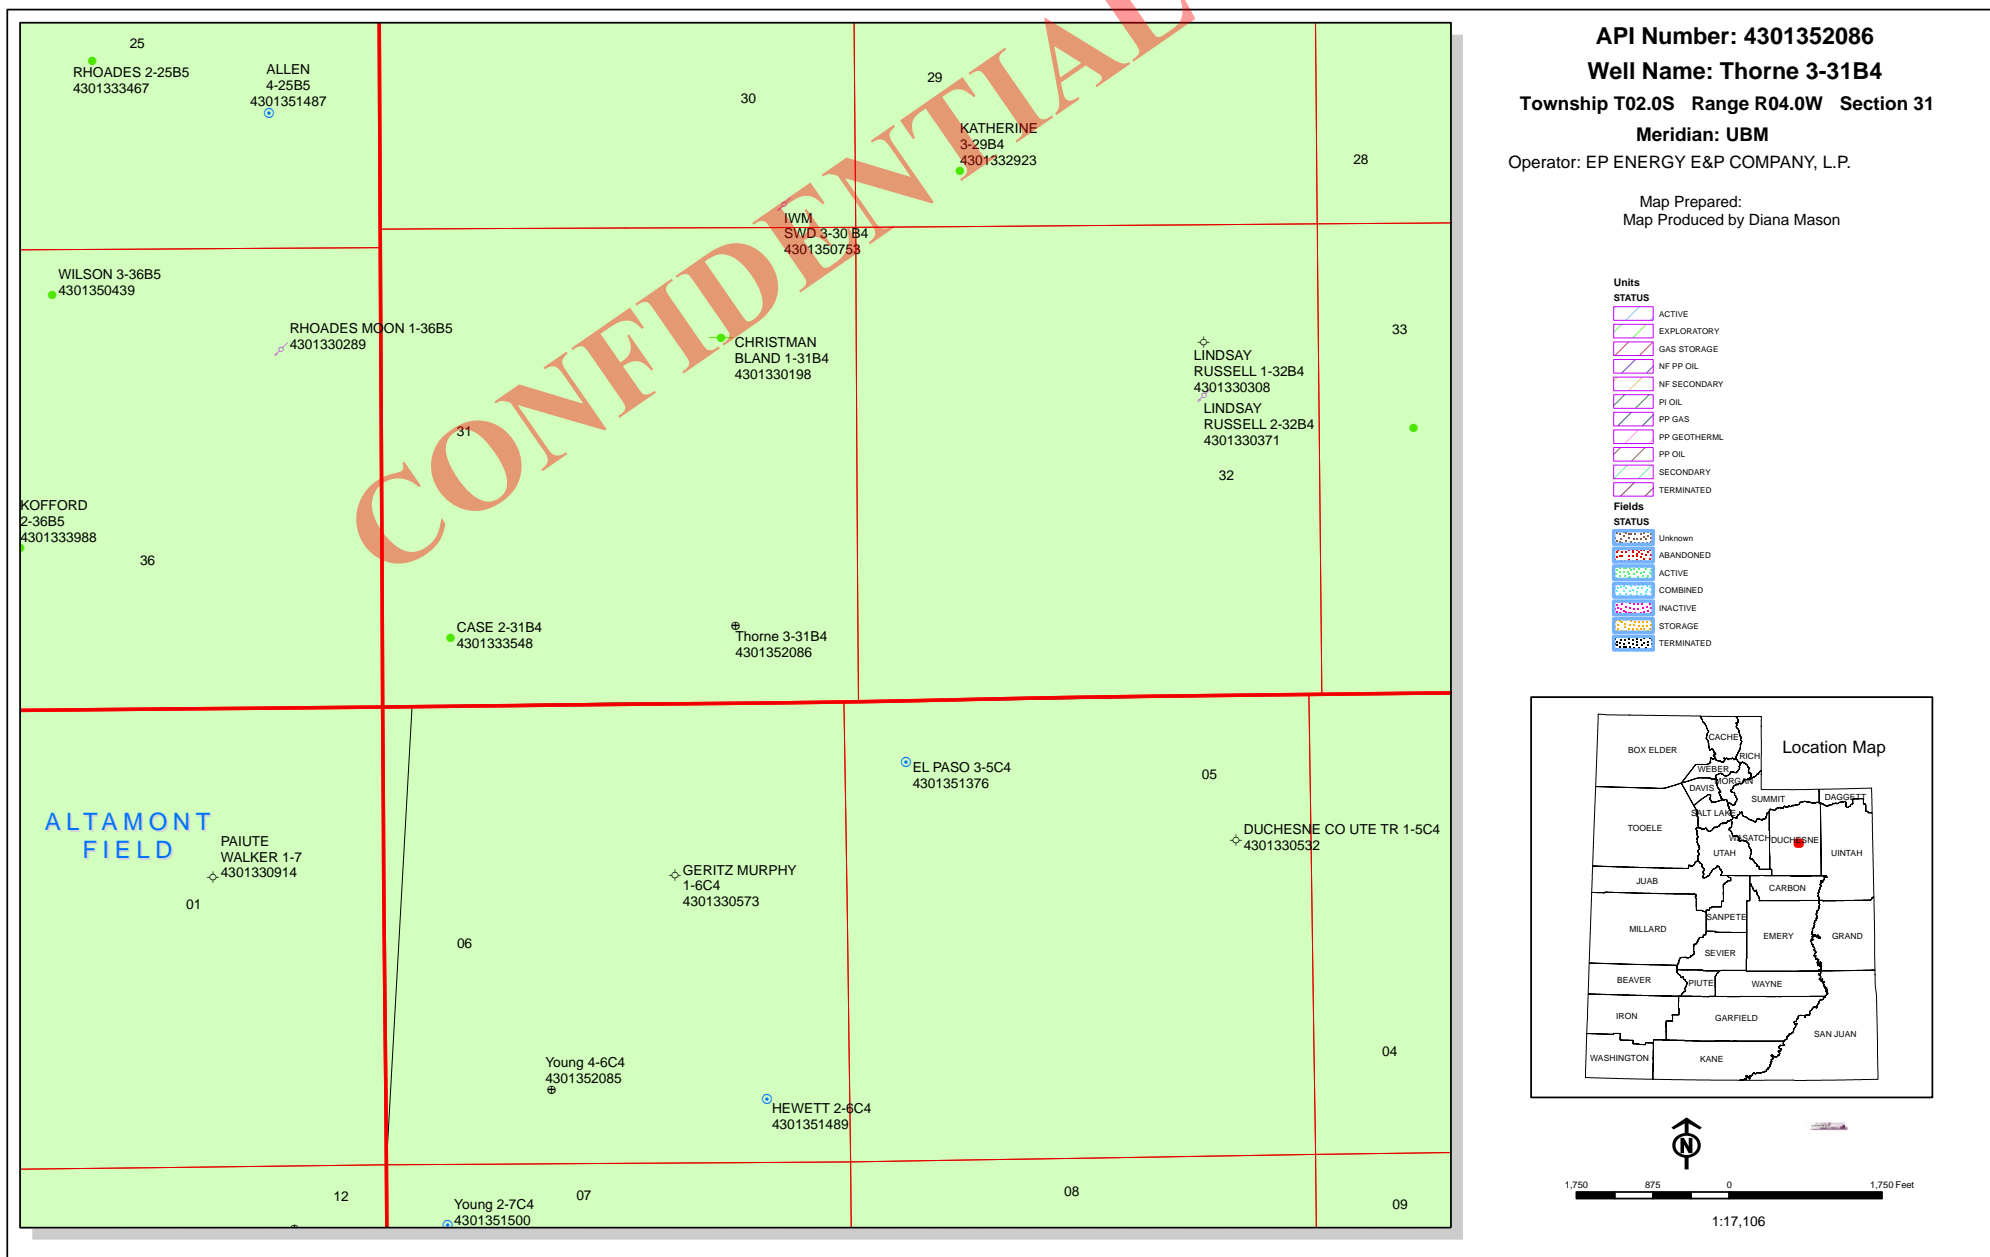 25
RHOADES 2-25B5
4301333467
ALLEN
4-25B5
4301351487
30
29
KATHERINE
3-29B4
4301332923
28
IWM
SWD 3-30 B4
4301350753
WILSON 3-36B5
4301350439
RHOADES MOON 1-36B5
4301330289
CHRISTMAN
BLAND 1-31B4
4301330198
LINDSAY
RUSSELL 1-32B4
4301330308
LINDSAY
RUSSELL 2-32B4
4301330371
33
31
32
KOFFORD
2-36B5
4301333988
36
CASE 2-31B4
4301333548
Thorne 3-31B4
4301352086
CONFIDENTIAL
ALTAMONT
FIELD
PAIUTE
WALKER 1-7
4301330914
01
EL PASO 3-5C4
4301351376
05
DUCHESNE CO UTE TR 1-5C4
4301330532
GERITZ MURPHY
1-6C4
4301330573
06
Young 4-6C4
4301352085
HEWETT 2-6C4
4301351489
04
12
Young 2-7C4
4301351500
07
08
09
API Number: 4301352086
Well Name: Thorne 3-31B4
Township T02.0S Range R04.0W Section 31
Meridian: UBM
Operator: EP ENERGY E&P COMPANY, L.P.
Map Prepared:
Map Produced by Diana Mason
Units
STATUS
ACTIVE
EXPLORATORY
GAS STORAGE
NF PP OIL
NF SECONDARY
PI OIL
PP GAS
PP GEOTHERML
PP OIL
SECONDARY
TERMINATED
Fields
STATUS
Unknown
ABANDONED
ACTIVE
COMBINED
INACTIVE
STORAGE
TERMINATED
Location Map
BOX ELDER
CACHE
RICH
WEBER
MORGAN
DAVIS
SUMMIT
DAGGETT
SALT LAKE
TOOELE
WASATCH
DUCHESNE
UTAH
UINTAH
JUAB
CARBON
SANPETE
MILLARD
EMERY
GRAND
SEVIER
BEAVER
PIUTE
WAYNE
IRON
GARFIELD
SAN JUAN
WASHINGTON
KANE
N
1,750 875 0 1,750 Feet
1:17,106